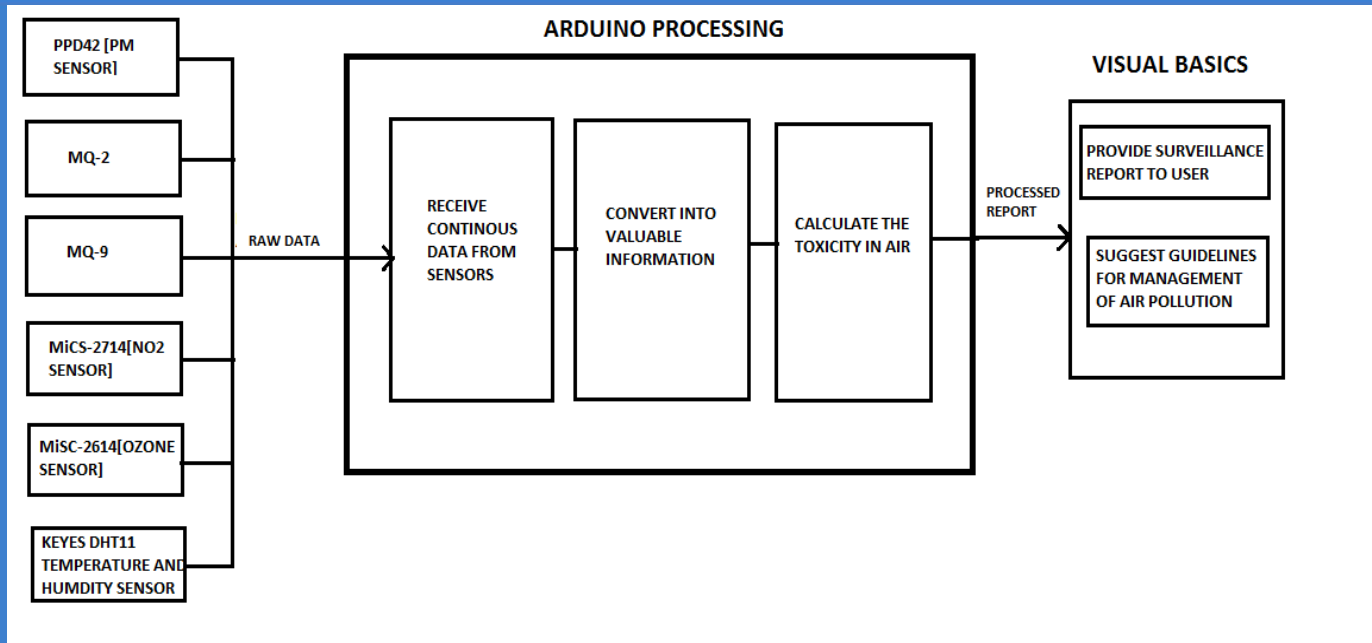 ARDUINO PROCESSING
VISUAL BASICS
PPD42 [PM
SENSOR]
MQ-2
MQ-9
MiCS-2714[NO2
SENSOR]
MiSC-2614[OZONE
SENSOR]
KEYES DHT11
TEMPERATURE AND
HUMDITY SENSOR
RAW DATA
RECEIVE
CONTINOUS
DATA FROM
SENSORS
CONVERT INTO
VALUABLE
INFORMATION
CALCULATE THE
TOXICITY IN AIR
PROCESSED
REPORT
PROVIDE SURVEILLANCE
REPORT TO USER
SUGGEST GUIDELINES
FOR MANAGEMENT
OF AIR POLLUTION